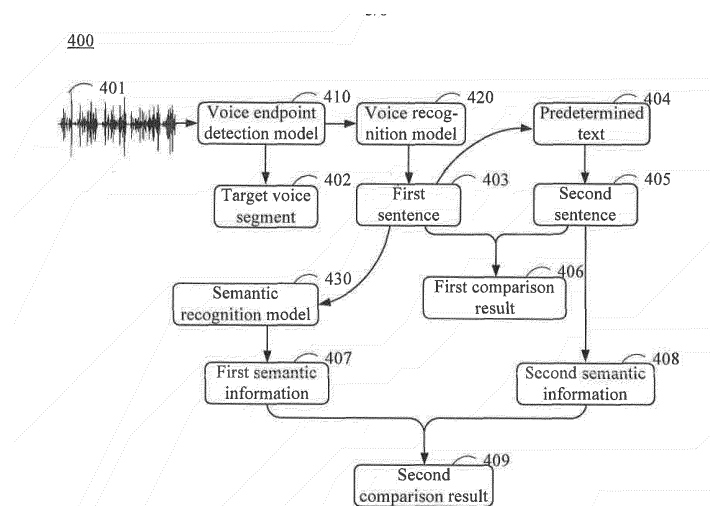 400
401
410
420
404
Voice endpoint
detection model
Voice recog-
nition model
Predetermined
text
402
403
405
Target voice
segment
First
sentence
Second
sentence
430
406
Semantic
recognition model
First comparison
result
407
408
First semantic
information
Second semantic
information
409
Second
comparison result